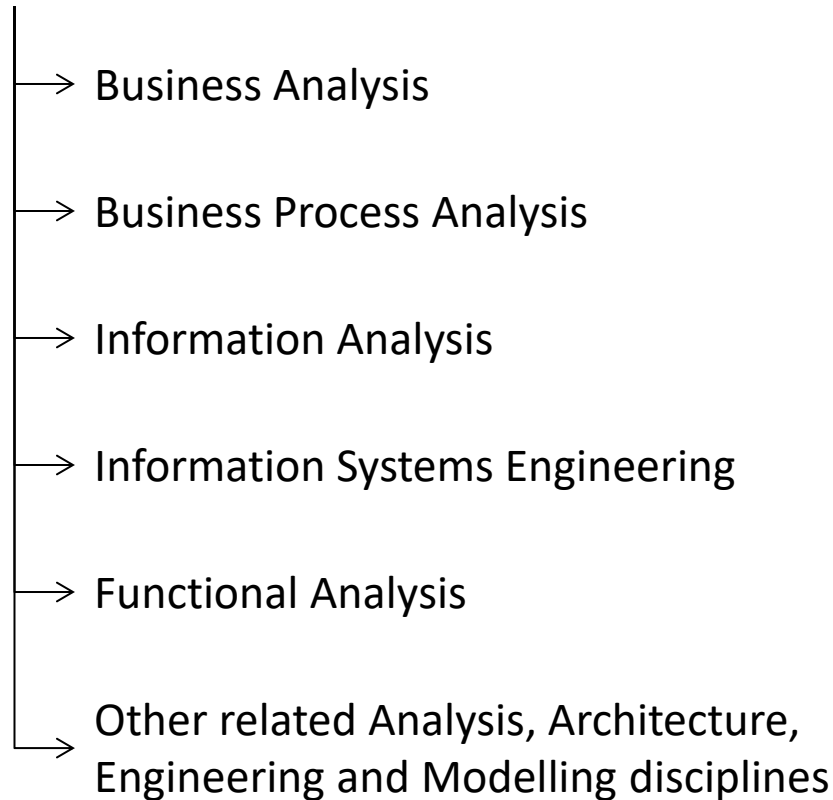 Business Analysis
Business Process Analysis
Information Analysis
Information Systems Engineering
Functional Analysis
Other related Analysis, Architecture,
Engineering and Modelling disciplines